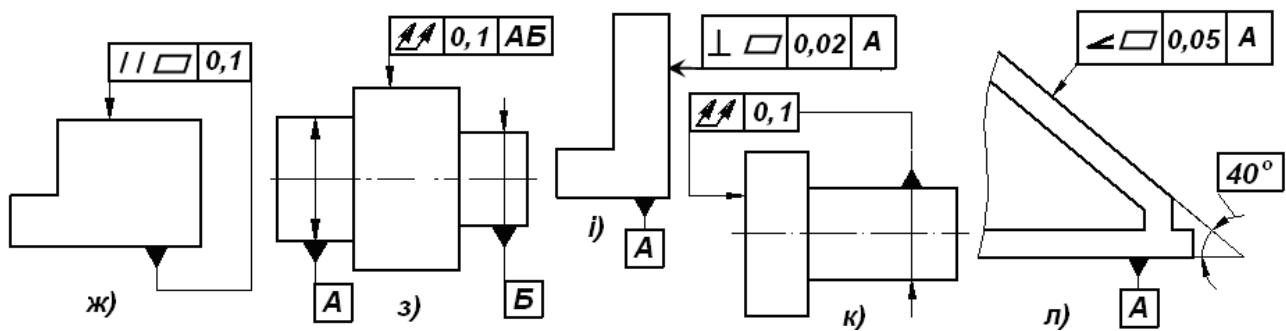 // ▱ 0,1
ж)
0,1 АБ
А
Б
з)
⊥ ▱ 0,02 А
А
і)
0,1
к)
∠ ▱ 0,05 А
40°
А
л)